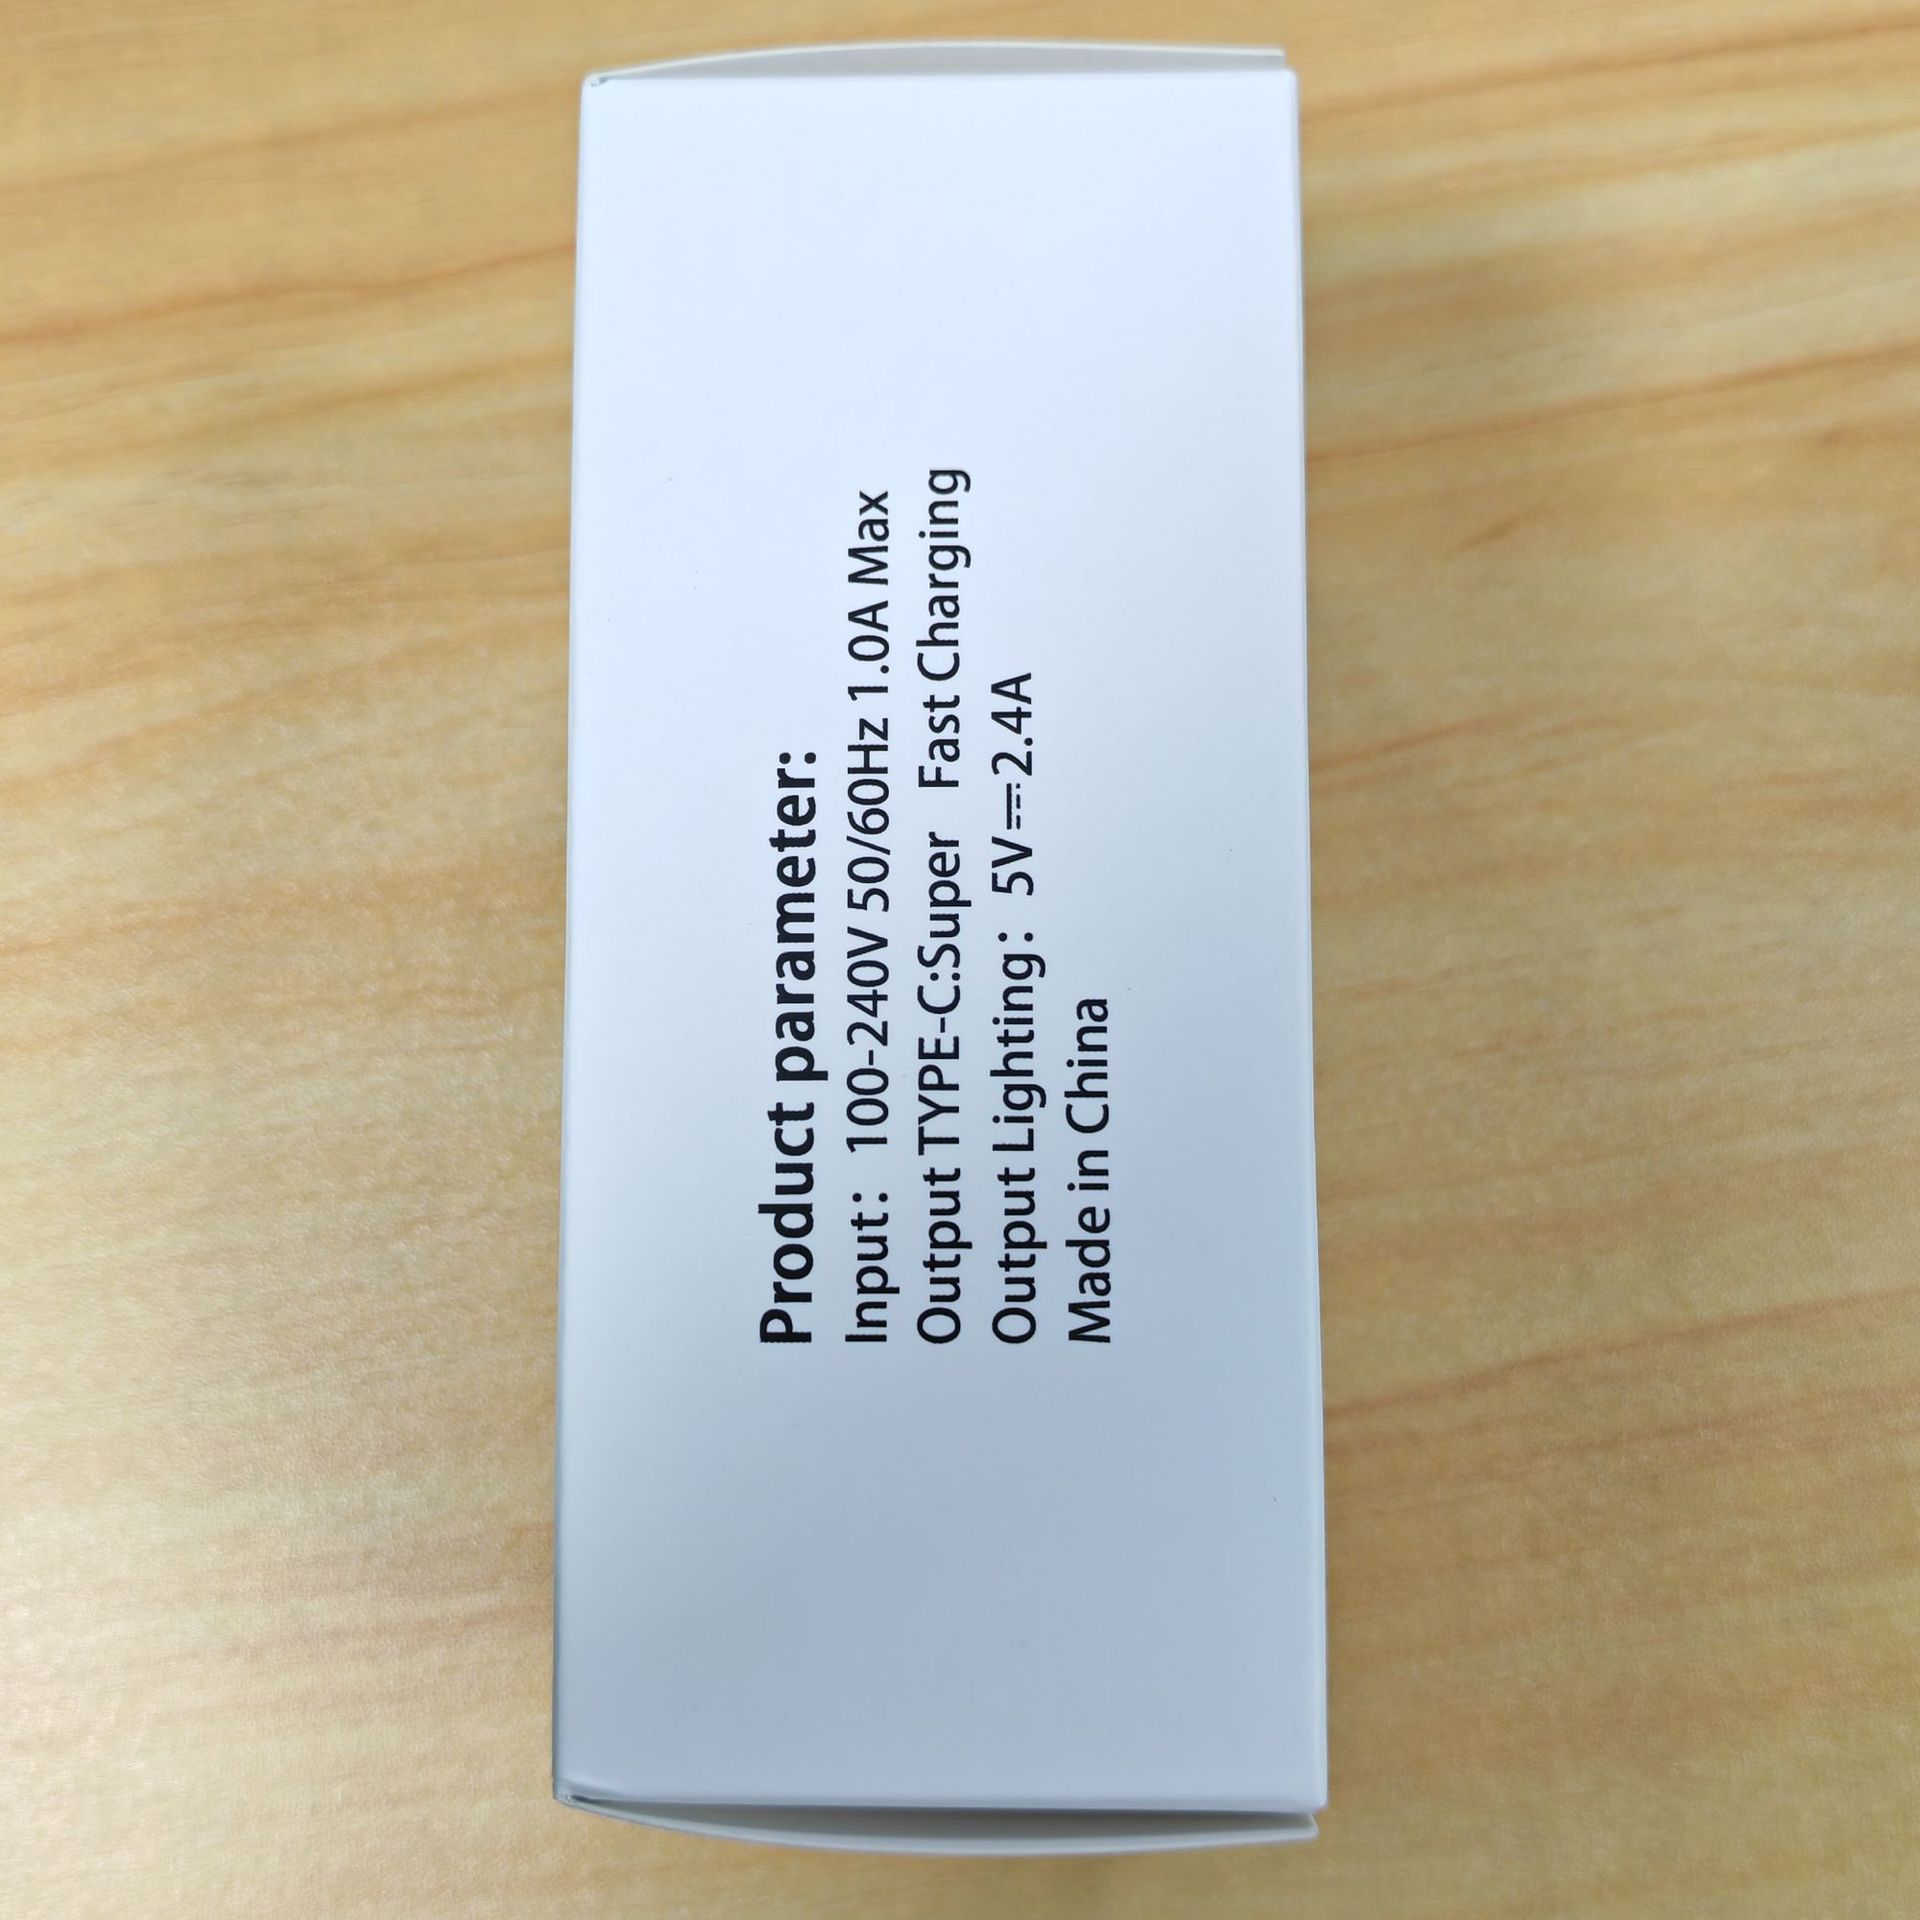 Product parameter:
Input：100-240V 50/60Hz 1.0A Max
Output TYPE-C:Super Fast Charging
Output Lighting：5V⎓2.4A
Made in China